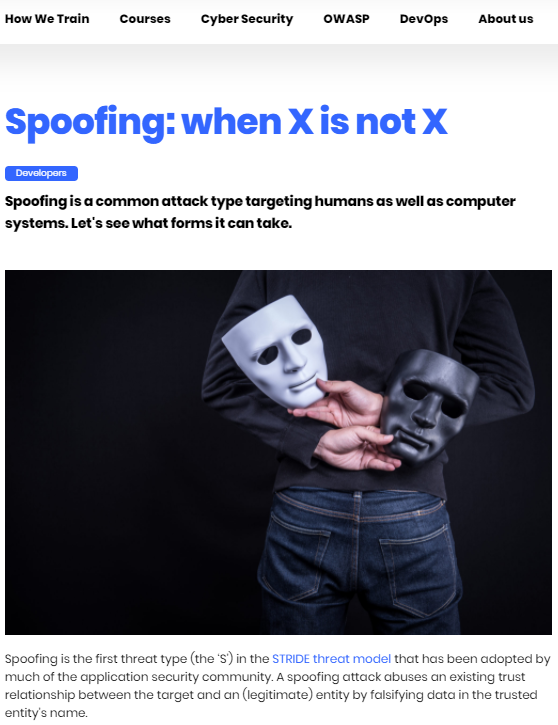 How We Train Courses Cyber Security OWASP DevOps About us
Spoofing: when X is not X
Developers
Spoofing is a common attack type targeting humans as well as computer
systems. Let's see what forms it can take.
Spoofing is the first threat type (the ‘S’) in the STRIDE threat model that has been adopted by
much of the application security community. A spoofing attack abuses an existing trust
relationship between the target and an (legitimate) entity by falsifying data in the trusted
entity’s name.